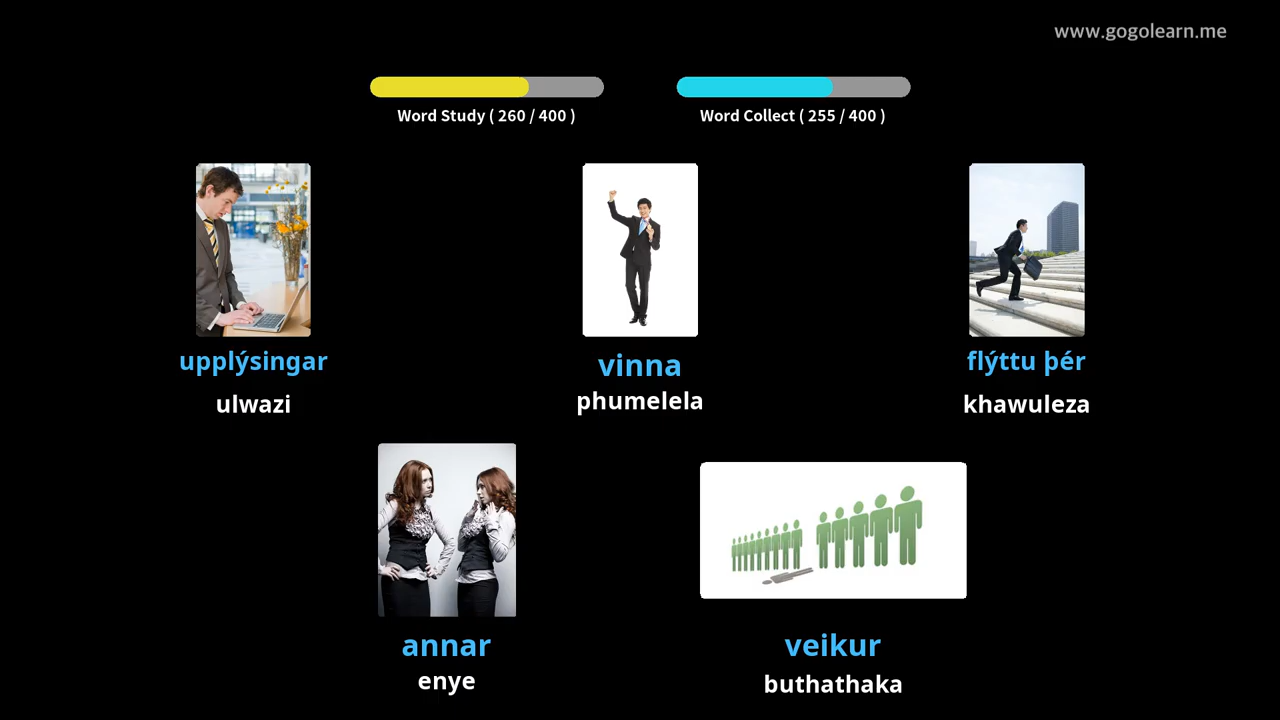 www.gogolearn.me
Word Study ( 260 / 400 )
Word Collect ( 255 / 400 )
upplýsingar
ulwazi
vinna
phumelela
flýttu þér
khawuleza
annar
enye
veikur
buthathaka